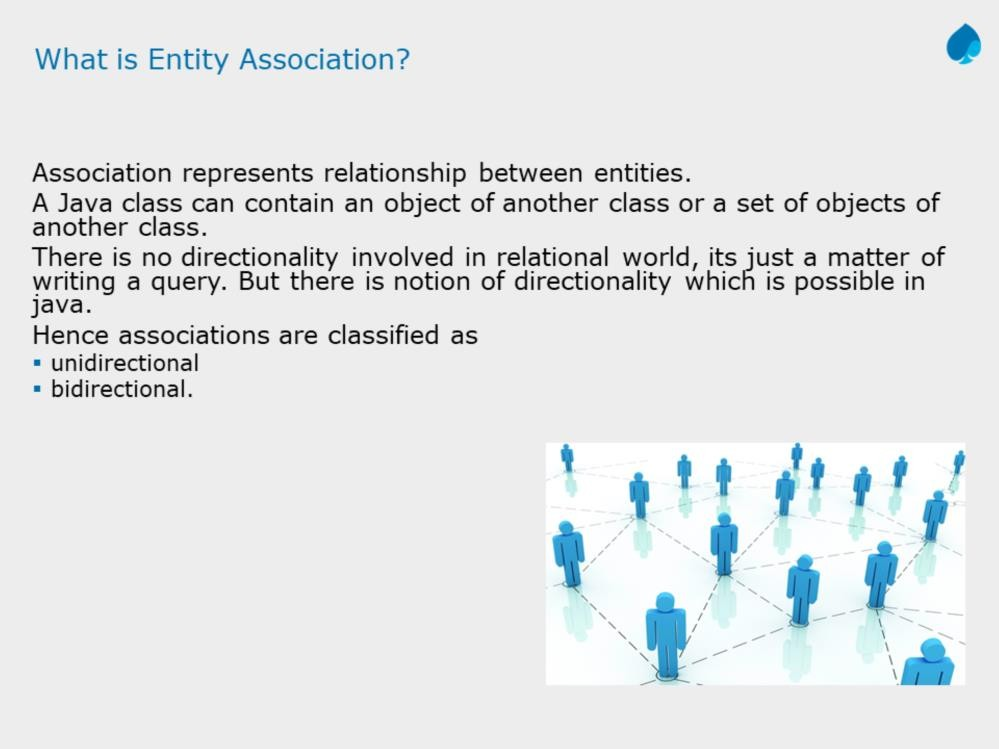 What is Entity Association?
Association represents relationship between entities.
A Java class can contain an object of another class or a set of objects of
another class.
There is no directionality involved in relational world, its just a matter of
writing a query. But there is notion of directionality which is possible in
java.
Hence associations are classified as
▪ unidirectional
▪ bidirectional.